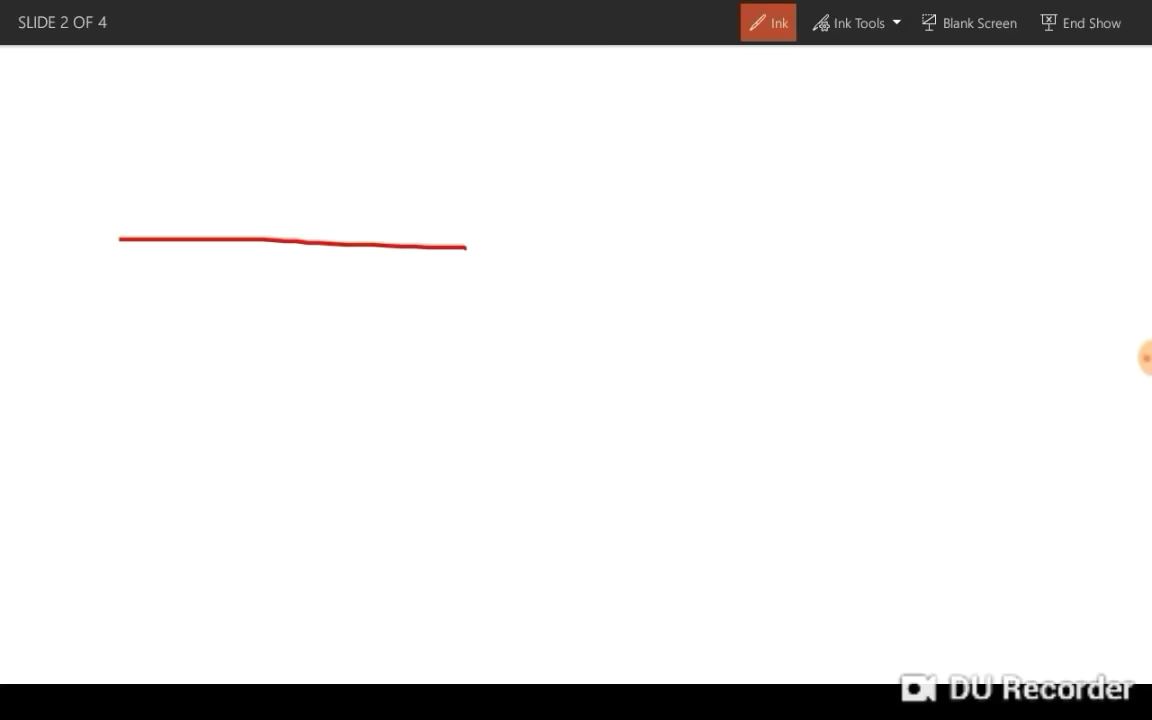 SLIDE 2 OF 4
Ink
Ink Tools
Blank Screen
End Show
DU Recorder